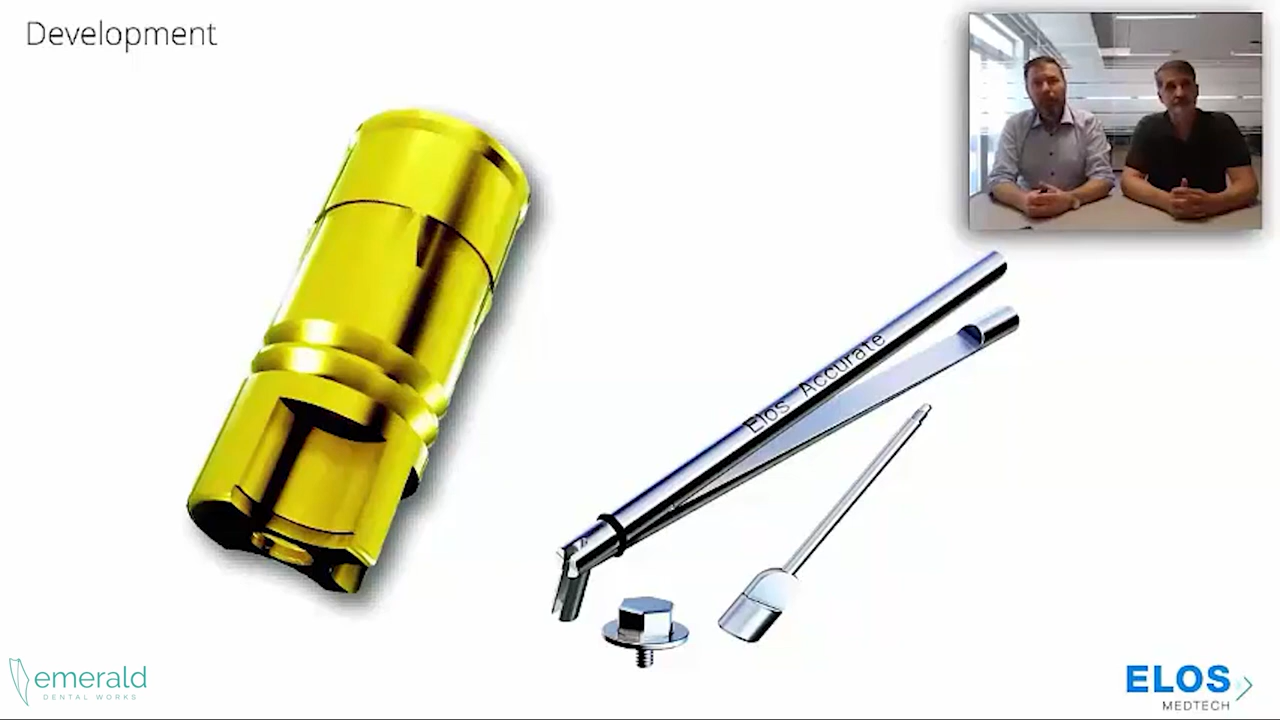 Development
Elos Accurate
emerald
DENTAL WORKS
ELOS
MEDTECH